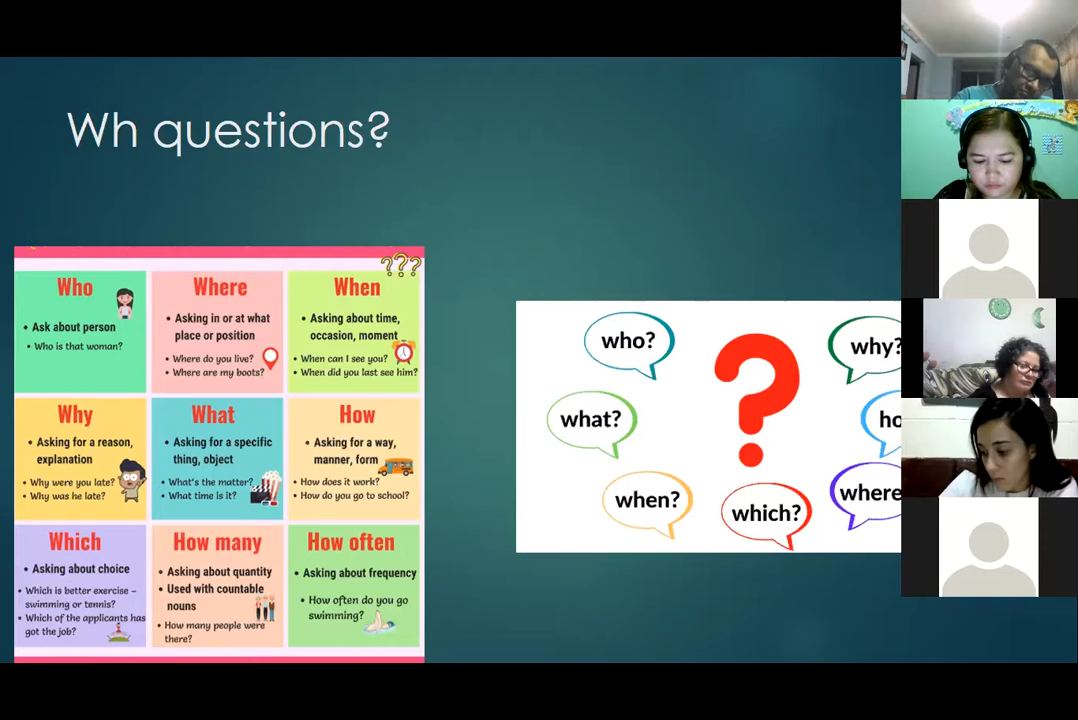 Wh questions?
???
Who
• Ask about person
• Who is that woman?
Where
• Asking in or at what
place or position
• Where do you live?
• Where are my boots?
When
• Asking about time,
occasion, moment
• When can I see you?
• When did you last see him?
Why
• Asking for a reason,
explanation
• Why were you late?
• Why was he late?
What
• Asking for a specific
thing, object
• What's the matter?
• What time is it?
How
• Asking for a way,
manner, form
• How does it work?
• How do you go to school?
Which
• Asking about choice
• Which is better exercise –
swimming or tennis?
• Which of the applicants has
got the job?
How many
• Asking about quantity
• Used with countable
nouns
• How many people were
there?
How often
• Asking about frequency
• How often do you go
swimming?
who?
?
why?
what?
ho
when?
which?
where